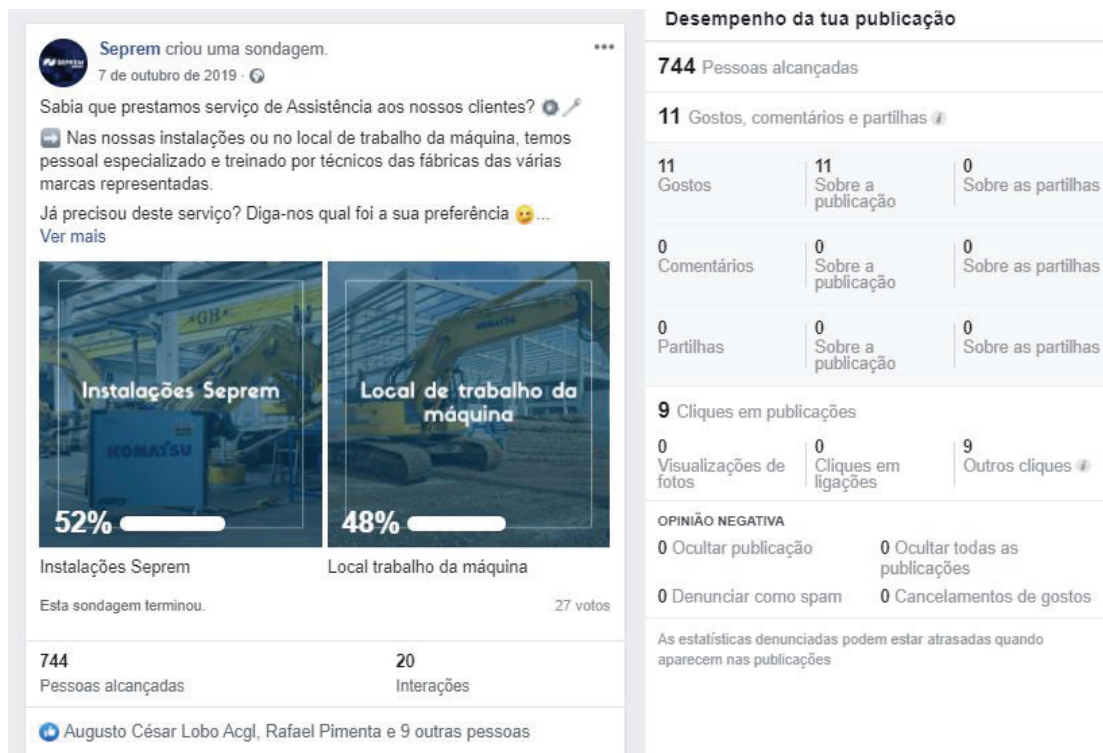 Seprem criou uma sondagem.
7 de outubro de 2019 ·
Sabia que prestamos serviço de Assistência aos nossos clientes?
Nas nossas instalações ou no local de trabalho da máquina, temos
pessoal especializado e treinado por técnicos das fábricas das várias
marcas representadas.
Já precisou deste serviço? Diga-nos qual foi a sua preferência ...
Ver mais
SEPREM
GH
KOMATSU
Instalações Seprem
KOMATSU
52%
Local de trabalho da
máquina
48%
Instalações Seprem
Local trabalho da máquina
Esta sondagem terminou.
27 votos
744
Pessoas alcançadas
20
Interações
Augusto César Lobo Acgl, Rafael Pimenta e 9 outras pessoas
Desempenho da tua publicação
744 Pessoas alcançadas
11 Gostos, comentários e partilhas
11
Gostos
11
Sobre a
publicação
0
Sobre as partilhas
0
Comentários
0
Sobre a
publicação
0
Sobre as partilhas
0
Partilhas
0
Sobre a
publicação
0
Sobre as partilhas
9 Cliques em publicações
0
Visualizações de
fotos
0
Cliques em
ligações
9
Outros cliques
OPINIÃO NEGATIVA
0 Ocultar publicação
0 Ocultar todas as
publicações
0 Denunciar como spam
0 Cancelamentos de gostos
As estatísticas denunciadas podem estar atrasadas quando
aparecem nas publicações